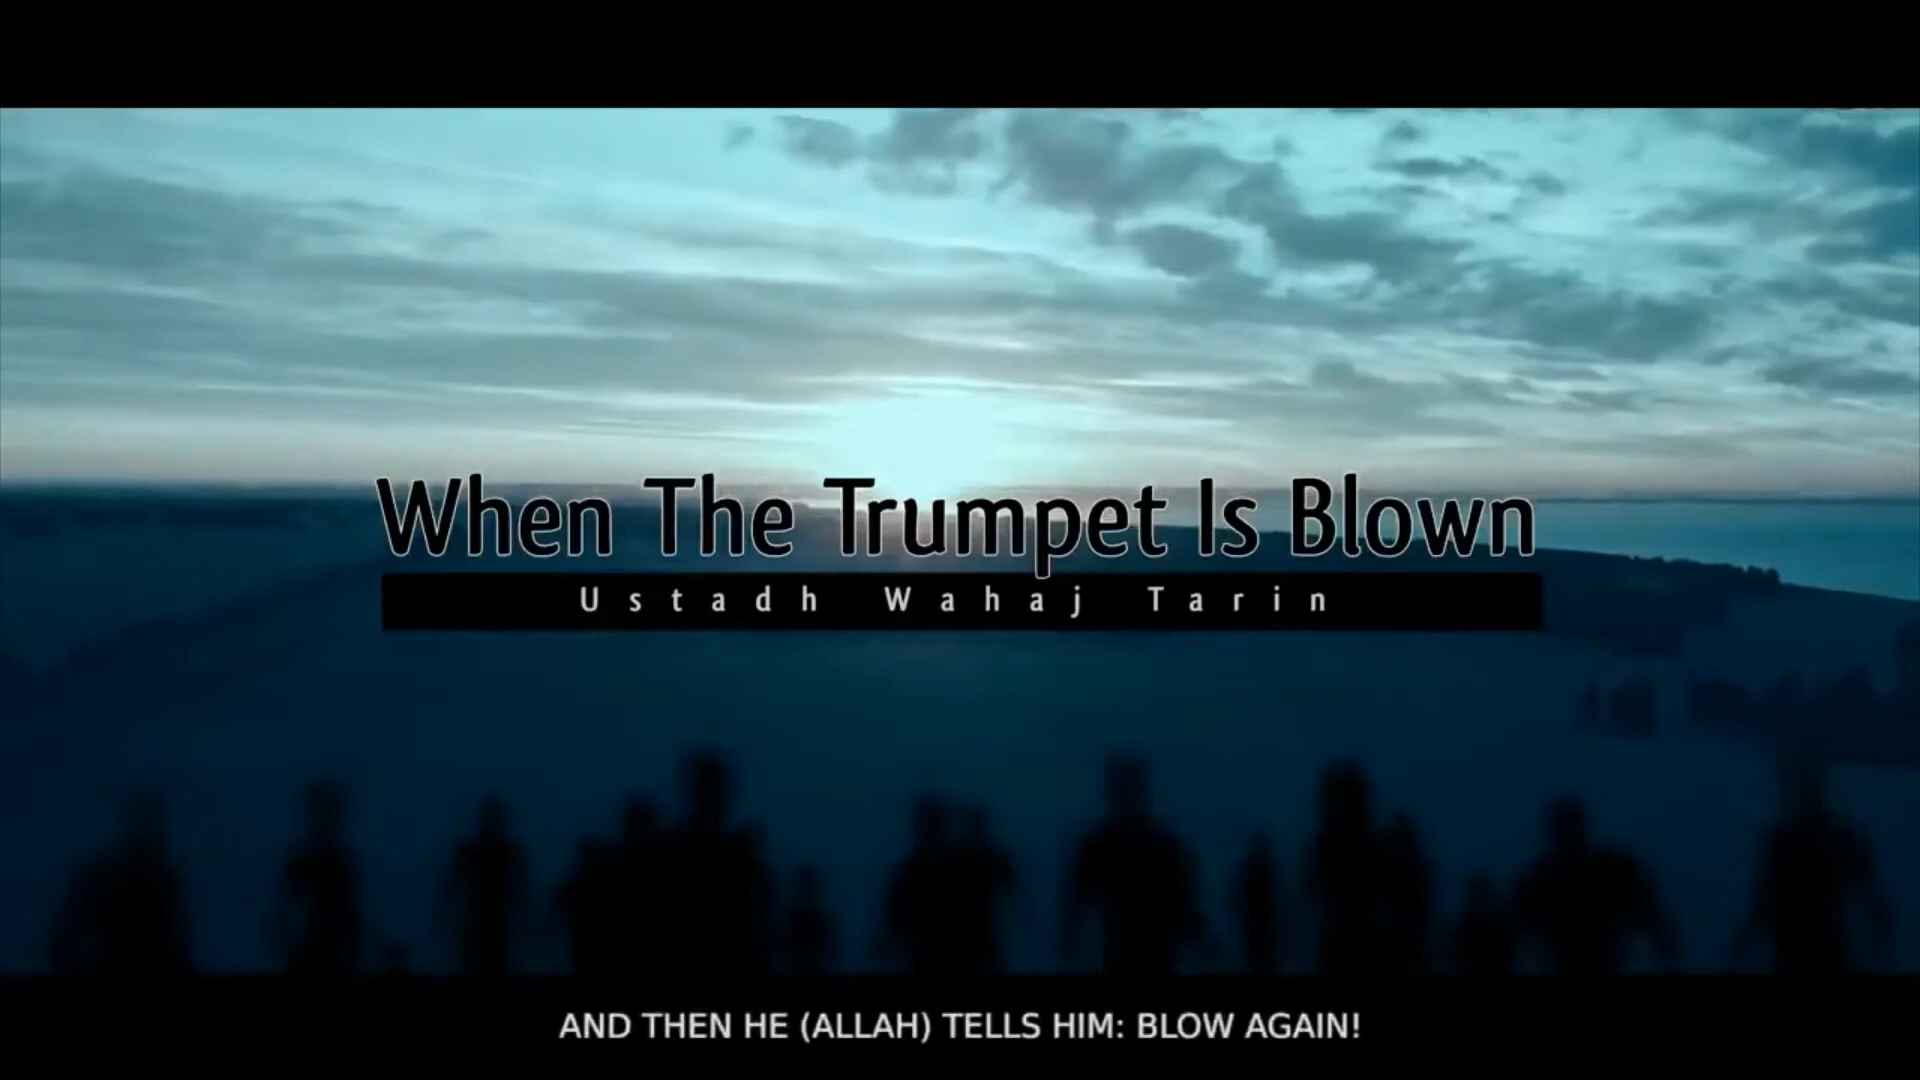 When The Trumpet Is Blown
Ustadh Wahaj Tarin
AND THEN HE (ALLAH) TELLS HIM: BLOW AGAIN!